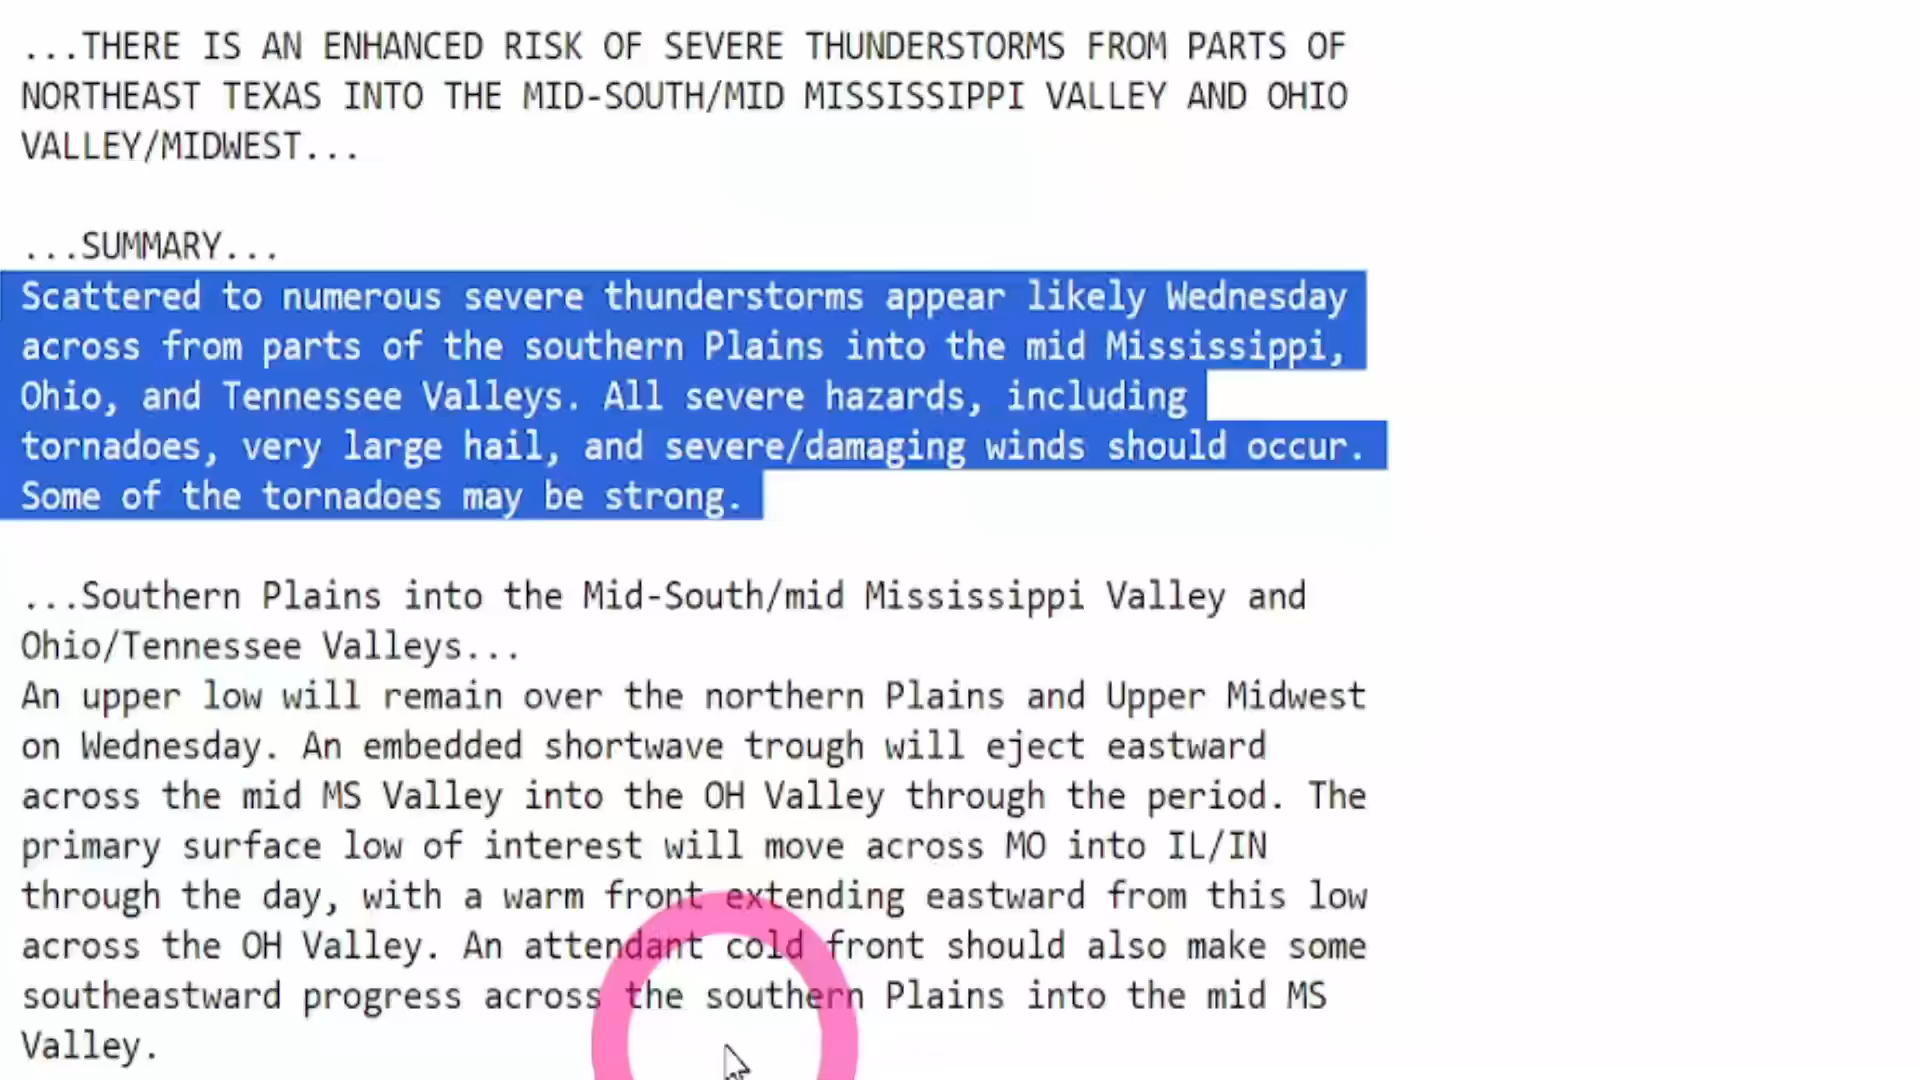 ...THERE IS AN ENHANCED RISK OF SEVERE THUNDERSTORMS FROM PARTS OF
NORTHEAST TEXAS INTO THE MID-SOUTH/MID MISSISSIPPI VALLEY AND OHIO
VALLEY/MIDWEST...
...SUMMARY...
Scattered to numerous severe thunderstorms appear likely Wednesday
across from parts of the southern Plains into the mid Mississippi,
Ohio, and Tennessee Valleys. All severe hazards, including
tornadoes, very large hail, and severe/damaging winds should occur.
Some of the tornadoes may be strong.
...Southern Plains into the Mid-South/mid Mississippi Valley and
Ohio/Tennessee Valleys...
An upper low will remain over the northern Plains and Upper Midwest
on Wednesday. An embedded shortwave trough will eject eastward
across the mid MS Valley into the OH Valley through the period. The
primary surface low of interest will move across MO into IL/IN
through the day, with a warm front extending eastward from this low
across the OH Valley. An attendant cold front should also make some
southeastward progress across the southern Plains into the mid MS
Valley.